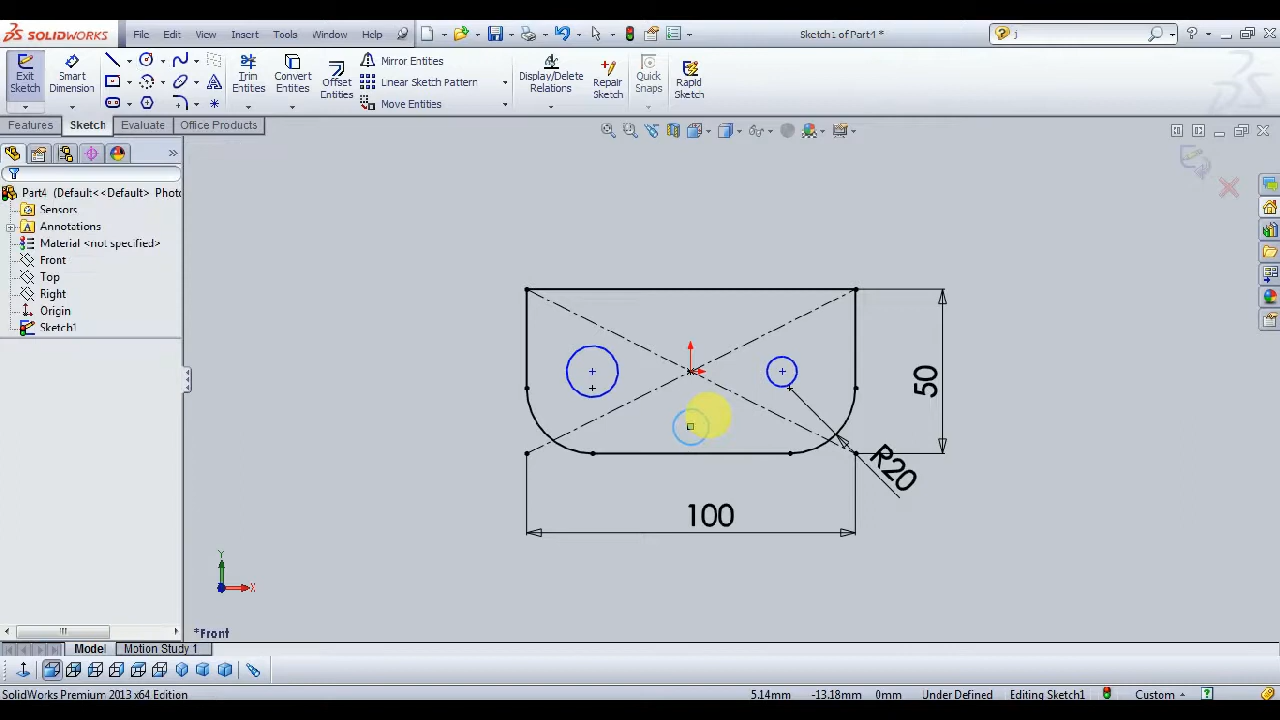 SOLIDWORKS File Edit View Insert Tools Window Help Sketch1 of Part4 * j
Exit Sketch Smart Dimension Trim Entities Convert Entities Offset Entities Mirror Entities Linear Sketch Pattern Move Entities Display/Delete Relations Repair Sketch Quick Snaps Rapid Sketch
Features Sketch Evaluate Office Products
Part4 (Default<<Default> Phot
Sensors
Annotations
Material <not specified>
Front
Top
Right
Origin
Sketch1
50
R20
100
Y
X
*Front
Model Motion Study 1
SolidWorks Premium 2013 x64 Edition 5.14mm -13.18mm 0mm Under Defined Editing Sketch1 Custom